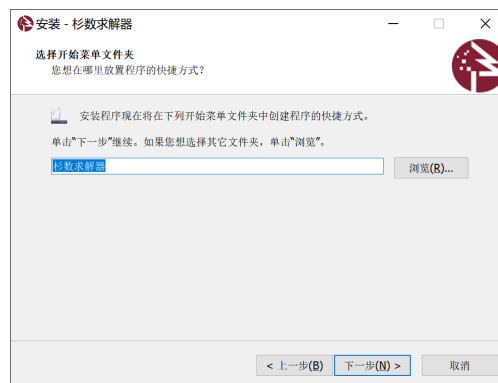 安装 - 杉数求解器
选择开始菜单文件夹
您想在哪里放置程序的快捷方式?
安装程序现在将在下列开始菜单文件夹中创建程序的快捷方式。
单击“下一步”继续。如果您想选择其它文件夹，单击“浏览”。
杉数求解器
浏览(R)...
< 上一步(B)
下一步(N) >
取消